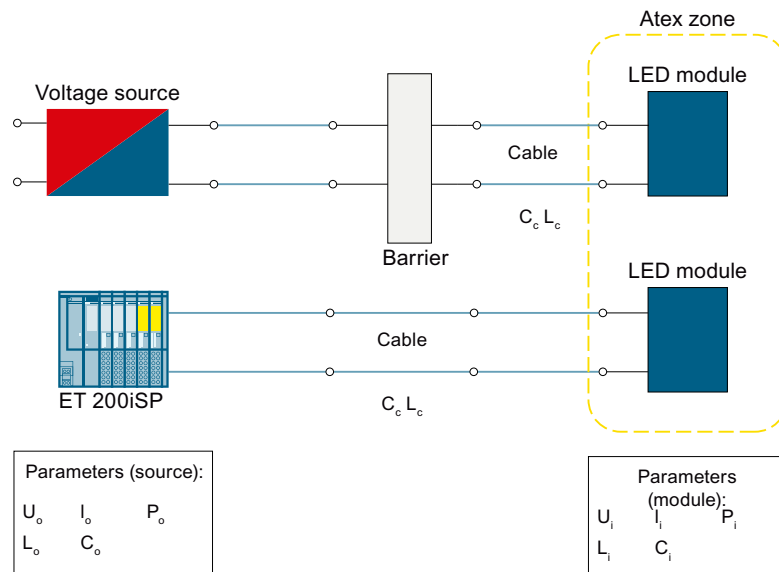 Atex zone
Voltage source
LED module
Cable
C_c L_c
Barrier
LED module
Cable
ET 200iSP
C_c L_c
Parameters (source):
U_o I_o P_o
L_o C_o
Parameters
(module):
U_i I_i P_i
L_i C_i